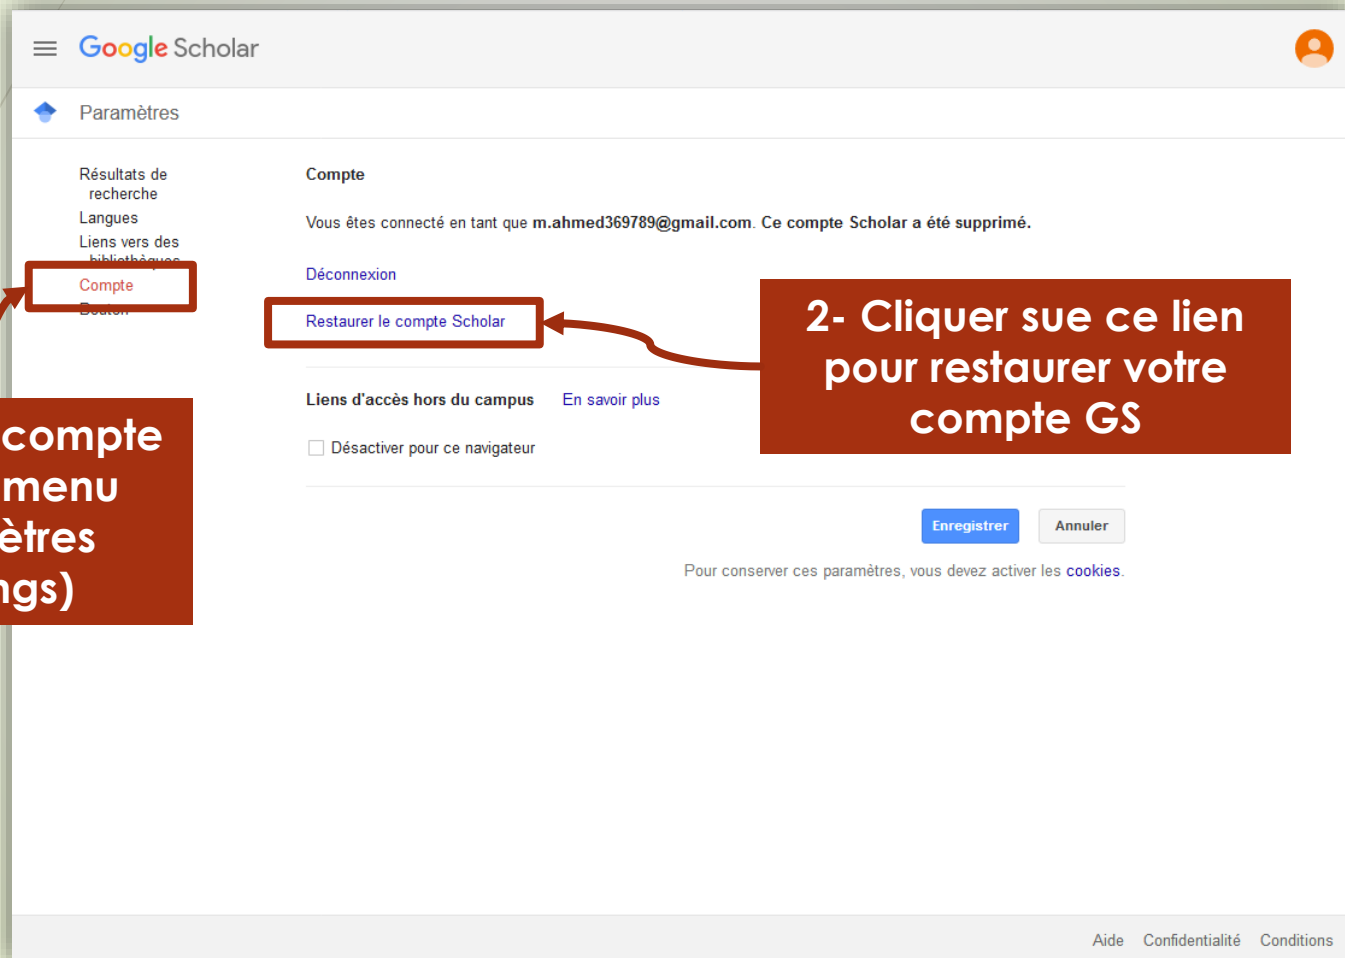 Google Scholar
Paramètres
Résultats de
recherche
Langues
Liens vers des
bibliothèques
Compte
Bouton
Compte
Vous êtes connecté en tant que m.ahmed369789@gmail.com. Ce compte Scholar a été supprimé.
Déconnexion
Restaurer le compte Scholar
2- Cliquer sue ce lien
pour restaurer votre
compte GS
Liens d'accès hors du campus En savoir plus
Désactiver pour ce navigateur
compte
menu
ètres
ngs)
Enregistrer Annuler
Pour conserver ces paramètres, vous devez activer les cookies.
Aide Confidentialité Conditions